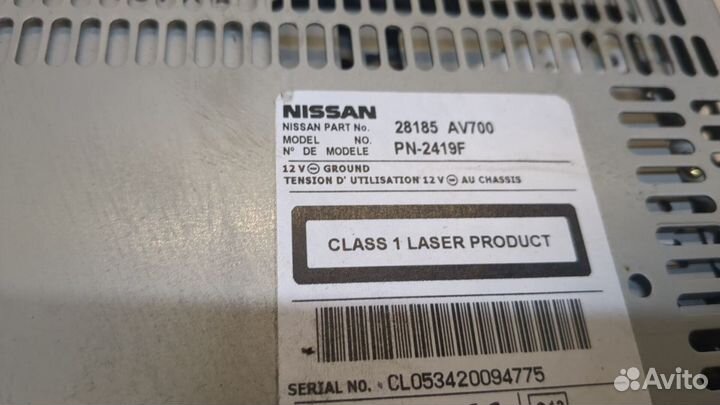 NISSAN
NISSAN PART No. 28185 AV700
MODEL NO.
N° DE MODELE PN-2419F
12 V ⊖ GROUND
TENSION D' UTILISATION 12 V ⊖ AU CHASSIS
CLASS 1 LASER PRODUCT
SERIAL NO. CL053420094775
Avito